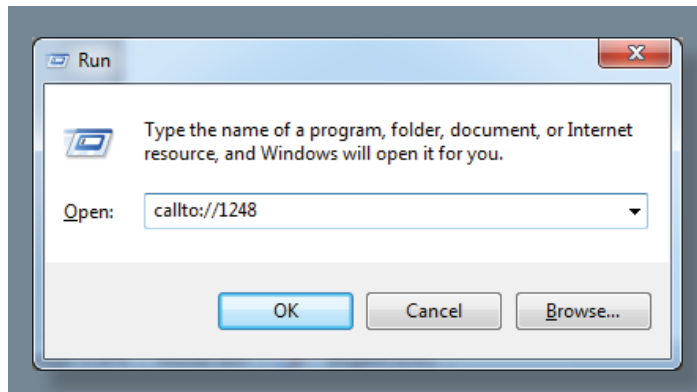 Run
Type the name of a program, folder, document, or Internet
resource, and Windows will open it for you.
Open: callto://1248
OK Cancel Browse...